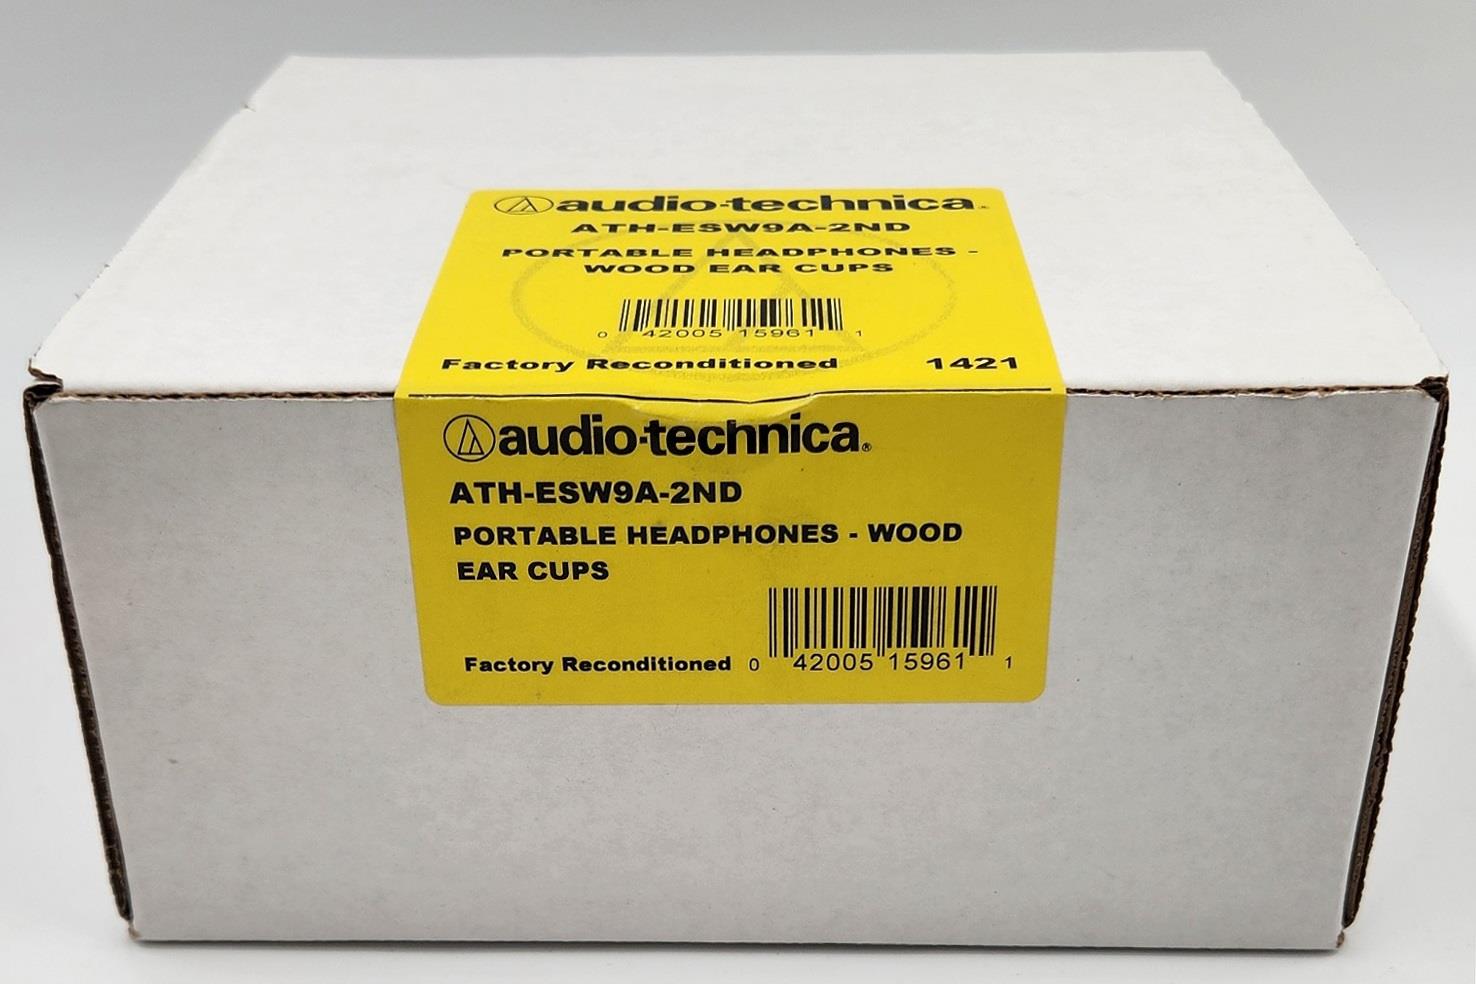 audio-technica®
ATH-ESW9A-2ND
PORTABLE HEADPHONES -
WOOD EAR CUPS
0 42005 15961 1
Factory Reconditioned 1421
audio-technica®
ATH-ESW9A-2ND
PORTABLE HEADPHONES - WOOD
EAR CUPS
Factory Reconditioned 0 42005 15961 1